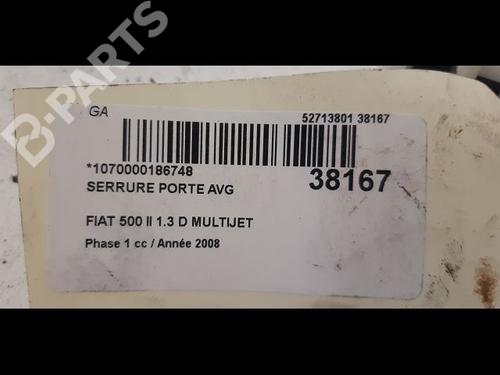 B-PARTS
GA
52713801 38167
*1070000186748
38167
SERRURE PORTE AVG
FIAT 500 II 1.3 D MULTIJET
Phase 1 cc / Année 2008